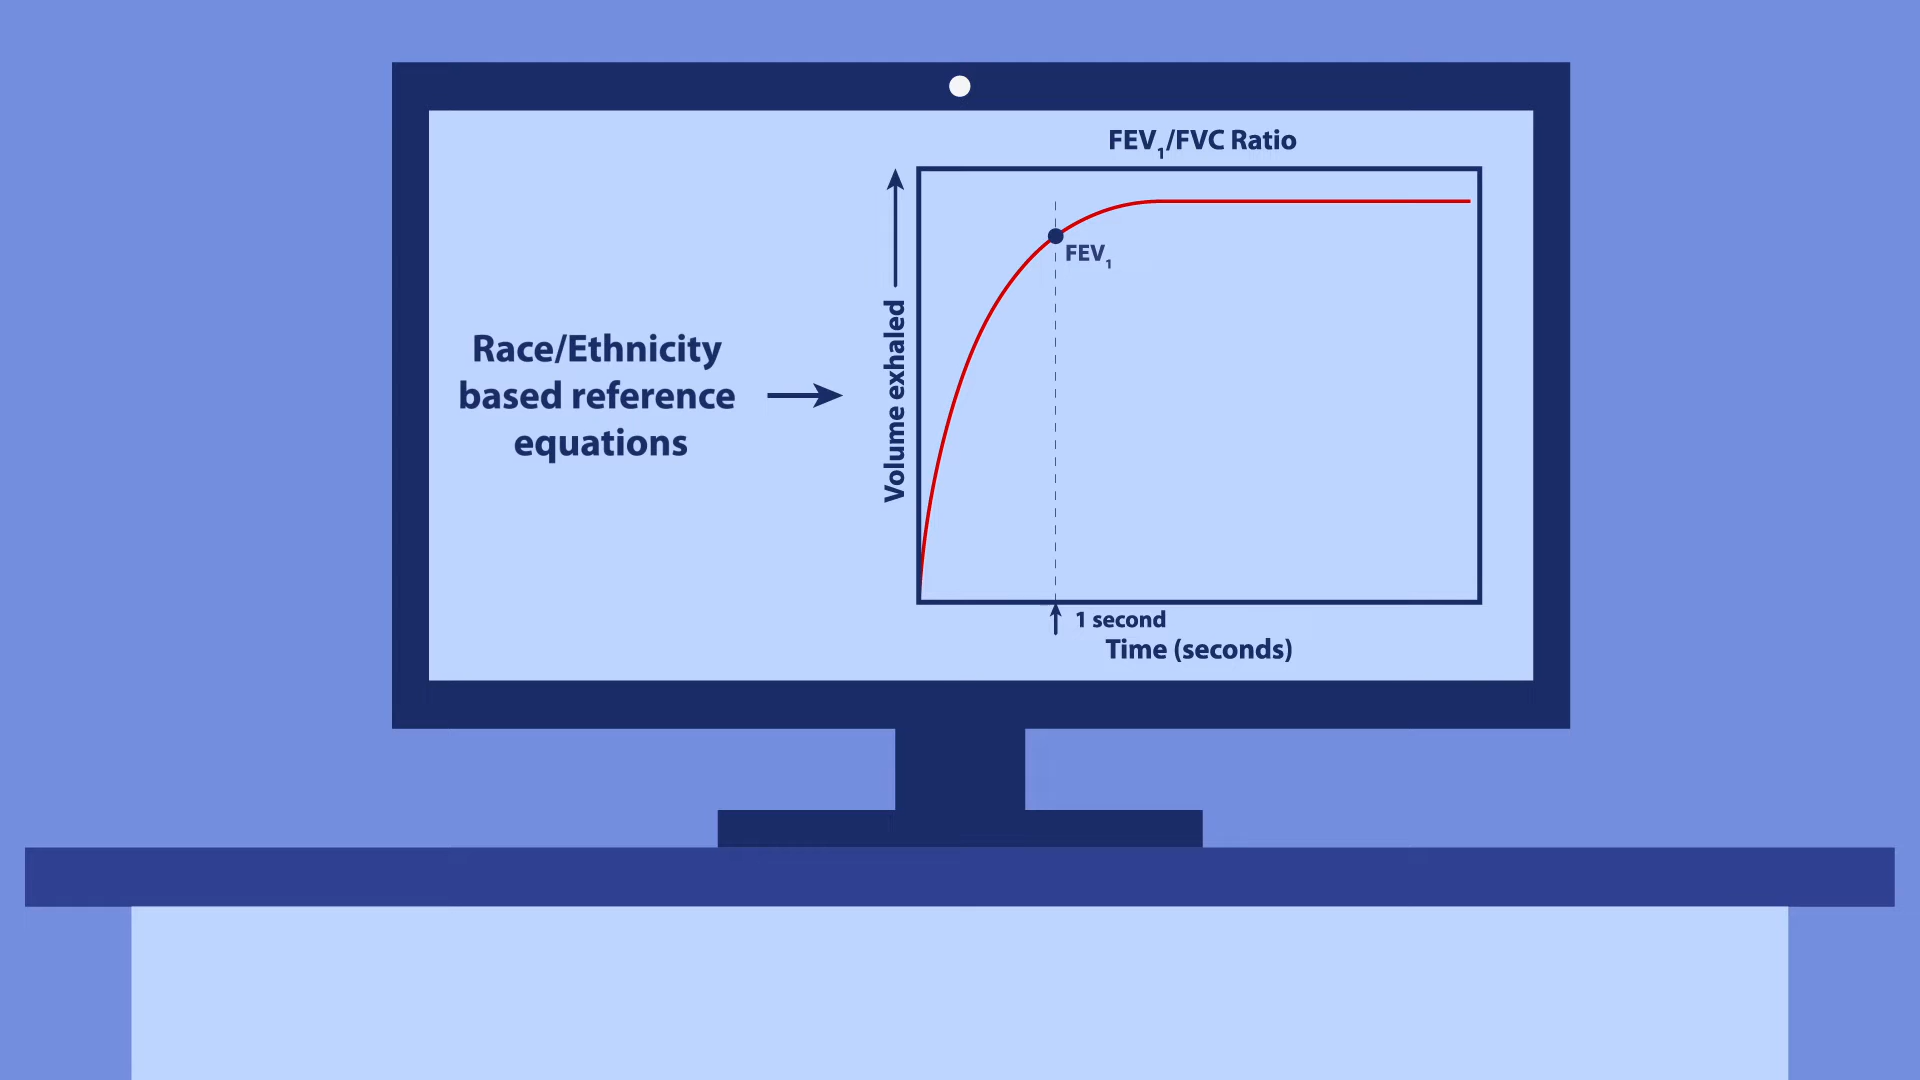 Race/Ethnicity
based reference
equations
FEV₁/FVC Ratio
Volume exhaled
FEV₁
1 second
Time (seconds)